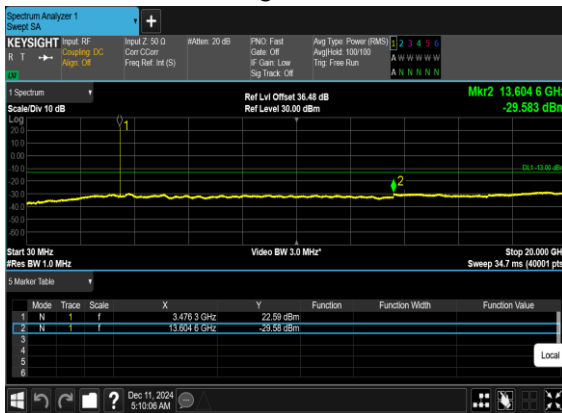 Spectrum Analyzer 1
Swept SA
+
KEYSIGHT Input: RF Input Z: 50 Ω #Atten: 20 dB PNO: Fast Avg Type: Power (RMS) 1 2 3 4 5 6
R T Coupling: DC Corr CCorr Gate: Off Avg|Hold: 100/100 A W W W W W
Align: Off Freq Ref: Int (S) IF Gain: Low Trig: Free Run
Sig Track: Off A N N N N N
1 Spectrum Ref Lvl Offset 36.48 dB Mkr2 13.604 6 GHz
Scale/Div 10 dB Ref Level 30.00 dBm -29.583 dBm
Log
20.0
10.0
0.00
-10.0
-20.0
-30.0
-40.0
-50.0
-60.0
1
DL1 -13.00 dBm
2
Start 30 MHz Video BW 3.0 MHz* Stop 20.000 GHz
#Res BW 1.0 MHz Sweep 34.7 ms (40001 pts)
5 Marker Table
Mode Trace Scale X Y Function Function Width Function Value
1 N 1 f 3.476 3 GHz 22.59 dBm
2 N 1 f 13.604 6 GHz -29.58 dBm
3
4
5
6
Local
? Dec 11, 2024
5:10:06 AM